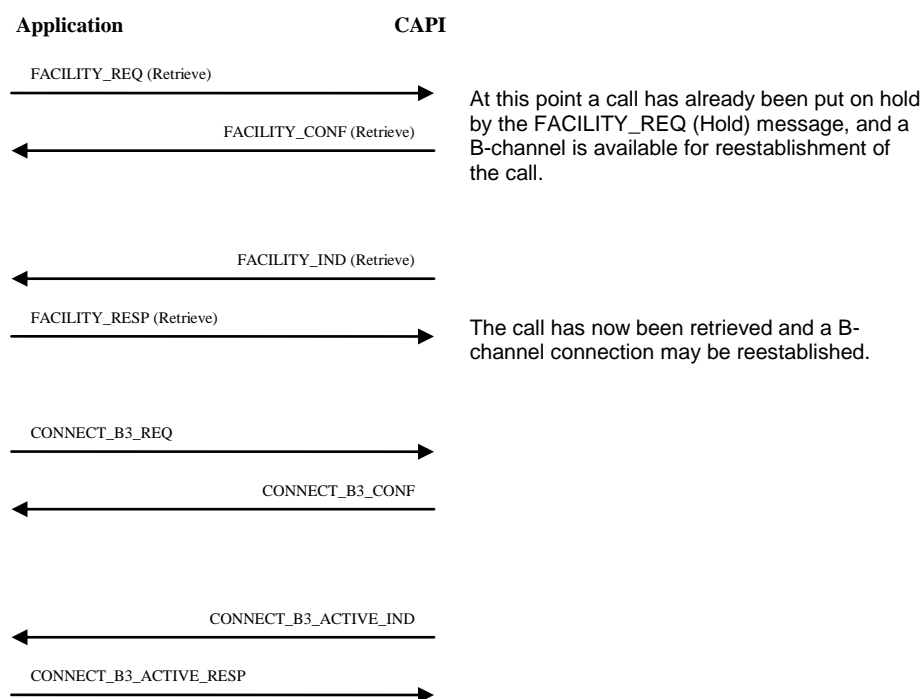 Application CAPI
FACILITY_REQ (Retrieve)
At this point a call has already been put on hold
by the FACILITY_REQ (Hold) message, and a
FACILITY_CONF (Retrieve)
B-channel is available for reestablishment of
the call.
FACILITY_IND (Retrieve)
FACILITY_RESP (Retrieve)
The call has now been retrieved and a B-
channel connection may be reestablished.
CONNECT_B3_REQ
CONNECT_B3_CONF
CONNECT_B3_ACTIVE_IND
CONNECT_B3_ACTIVE_RESP